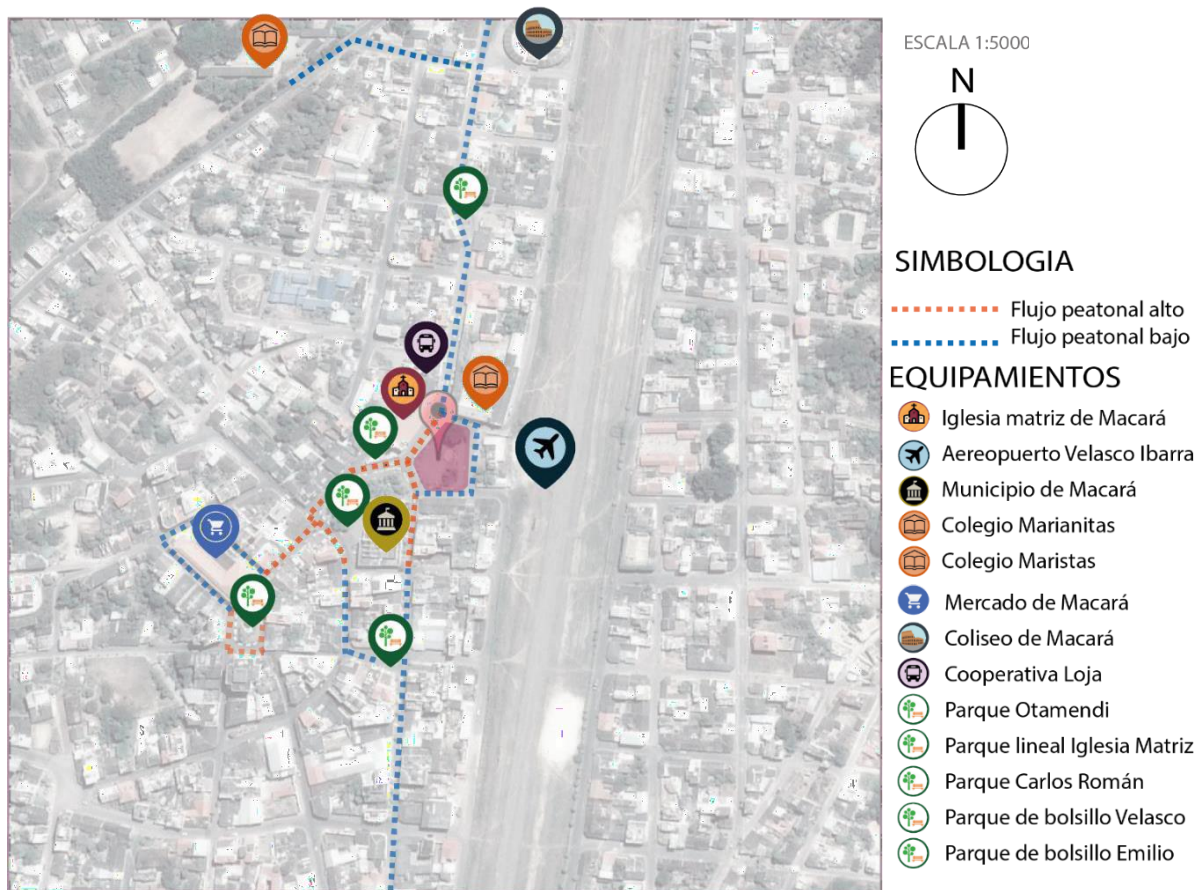 ESCALA 1:5000
N
SIMBOLOGIA
Flujo peatonal alto
Flujo peatonal bajo
EQUIPAMIENTOS
Iglesia matriz de Macará
Aereopuerto Velasco Ibarra
Municipio de Macará
Colegio Marianitas
Colegio Maristas
Mercado de Macará
Coliseo de Macará
Cooperativa Loja
Parque Otamendi
Parque lineal Iglesia Matriz
Parque Carlos Román
Parque de bolsillo Velasco
Parque de bolsillo Emilio